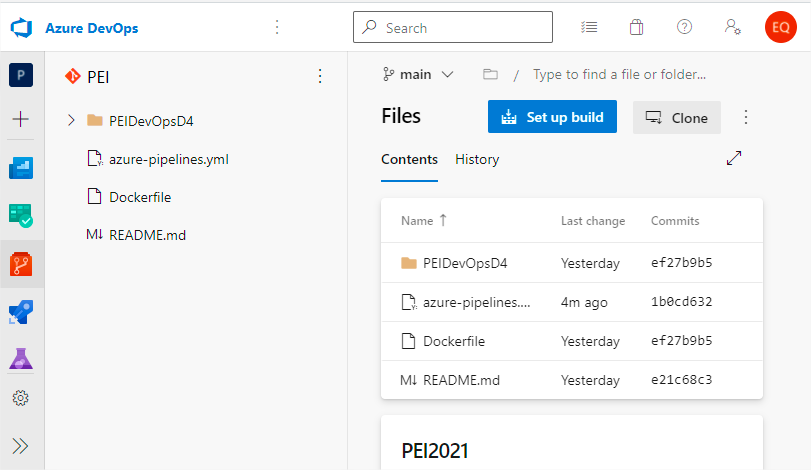 Azure DevOps
Search
EQ
P
PEI
PEIDevOpsD4
azure-pipelines.yml
Dockerfile
M↓ README.md
main
/ Type to find a file or folder...
Files
Set up build
Clone
Contents
History
Name ↑ Last change Commits
PEIDevOpsD4 Yesterday ef27b9b5
azure-pipelines.... 4m ago 1b0cd632
Dockerfile Yesterday ef27b9b5
M↓ README.md Yesterday e21c68c3
PEI2021